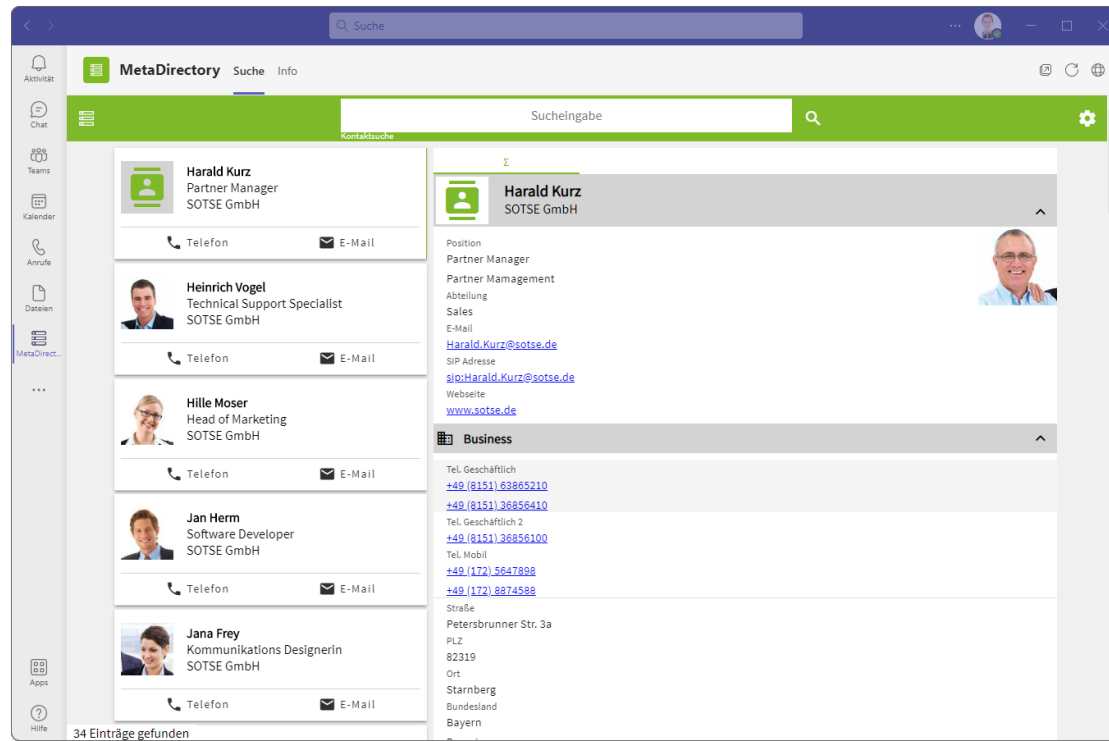 Suche
Aktivität
Chat
Teams
Kalender
Anrufe
Dateien
MetaDirect...
Apps
Hilfe
MetaDirectory Suche Info
Sucheingabe
Kontaktsuche
Harald Kurz
Partner Manager
SOTSE GmbH
Telefon E-Mail
Heinrich Vogel
Technical Support Specialist
SOTSE GmbH
Telefon E-Mail
Hille Moser
Head of Marketing
SOTSE GmbH
Telefon E-Mail
Jan Herm
Software Developer
SOTSE GmbH
Telefon E-Mail
Jana Frey
Kommunikations Designerin
SOTSE GmbH
Telefon E-Mail
34 Einträge gefunden
Σ
Harald Kurz
SOTSE GmbH
Position
Partner Manager
Partner Mamagement
Abteilung
Sales
E-Mail
Harald.Kurz@sotse.de
SIP Adresse
sip:Harald.Kurz@sotse.de
Webseite
www.sotse.de
Business
Tel. Geschäftlich
+49 (8151) 63865210
+49 (8151) 36856410
Tel. Geschäftlich 2
+49 (8151) 36856100
Tel. Mobil
+49 (172) 5647898
+49 (172) 8874588
Straße
Petersbrunner Str. 3a
PLZ
82319
Ort
Starnberg
Bundesland
Bayern